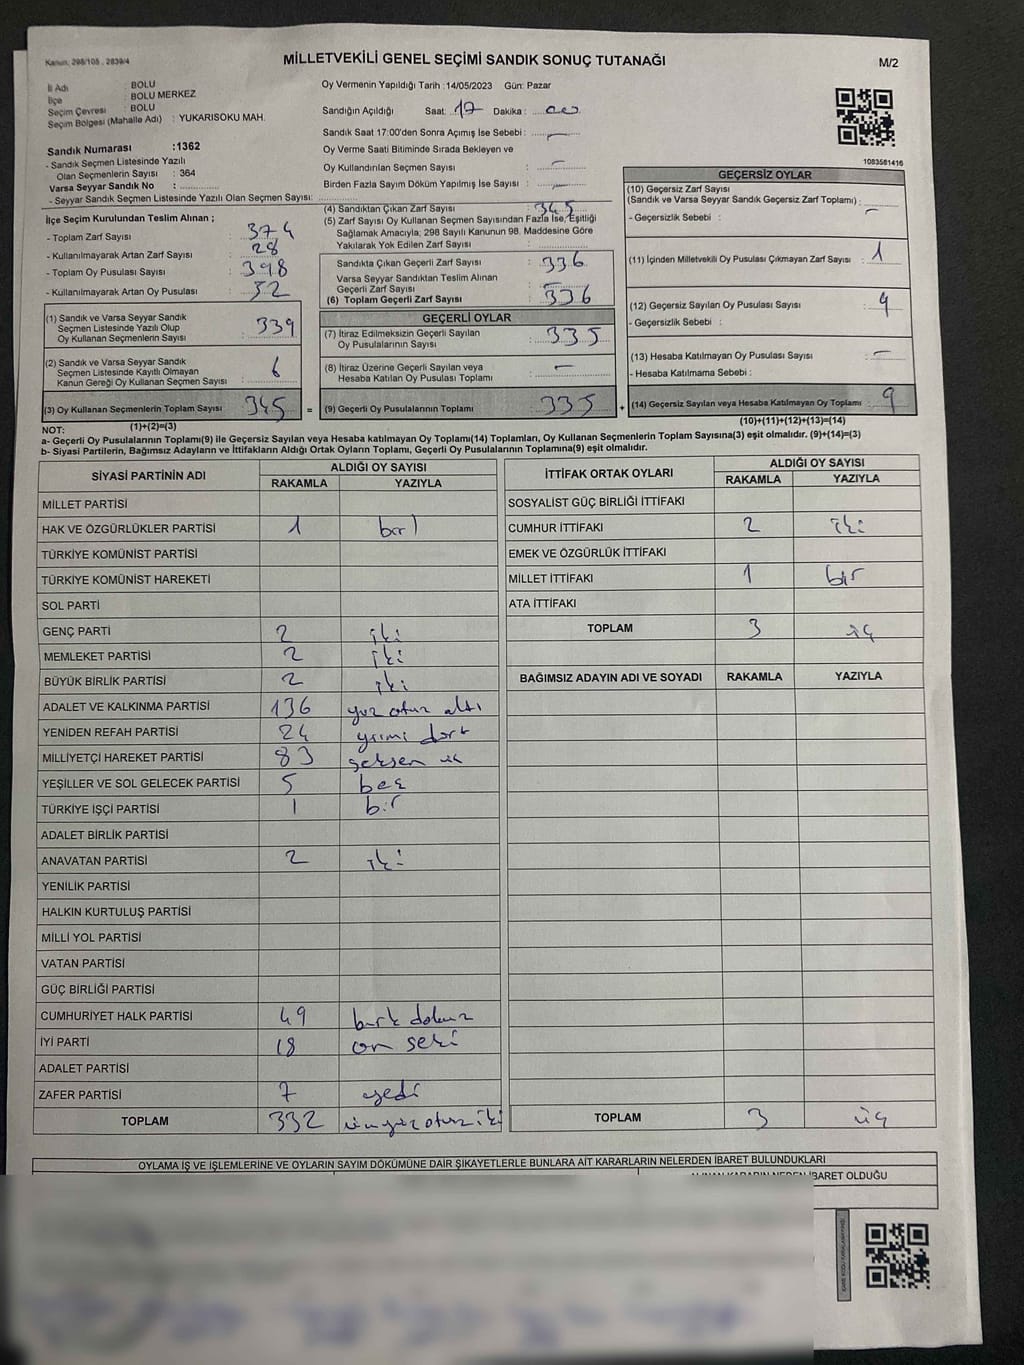 Kanun: 298/105 , 2839/4
MİLLETVEKİLİ GENEL SEÇİMİ SANDIK SONUÇ TUTANAĞI
M/2
İl Adı : BOLU
İlçe : BOLU MERKEZ
Seçim Çevresi : BOLU
Seçim Bölgesi (Mahalle Adı) : YUKARISOKU MAH.
Sandık Numarası :1362
- Sandık Seçmen Listesinde Yazılı
Olan Seçmenlerin Sayısı : 364
Varsa Seyyar Sandık No :
- Seyyar Sandık Seçmen Listesinde Yazılı Olan Seçmen Sayısı:
Oy Vermenin Yapıldığı Tarih :14/05/2023 Gün: Pazar
Sandığın Açıldığı Saat: 17 Dakika :
Sandık Saat 17:00'den Sonra Açımış İse Sebebi : —
Oy Verme Saati Bitiminde Sırada Bekleyen ve
Oy Kullandırılan Seçmen Sayısı : —
Birden Fazla Sayım Döküm Yapılmış İse Sayısı : —
1083581416
İlçe Seçim Kurulundan Teslim Alınan ;
- Toplam Zarf Sayısı : 374
- Kullanılmayarak Artan Zarf Sayısı : 28
- Toplam Oy Pusulası Sayısı : 398
- Kullanılmayarak Artan Oy Pusulası : 52
(1) Sandık ve Varsa Seyyar Sandık
Seçmen Listesinde Yazılı Olup
Oy Kullanan Seçmenlerin Sayısı : 339
(2) Sandık ve Varsa Seyyar Sandık
Seçmen Listesinde Kayıtlı Olmayan
Kanun Gereği Oy Kullanan Seçmen Sayısı : 6
(3) Oy Kullanan Seçmenlerin Toplam Sayısı : 345 =
(1)+(2)=(3)
(4) Sandıktan Çıkan Zarf Sayısı : 345
(5) Zarf Sayısı Oy Kullanan Seçmen Sayısından Fazla İse, Eşitliği
Sağlamak Amacıyla; 298 Sayılı Kanunun 98. Maddesine Göre
Yakılarak Yok Edilen Zarf Sayısı :
Sandıkta Çıkan Geçerli Zarf Sayısı : 336
Varsa Seyyar Sandıktan Teslim Alınan
Geçerli Zarf Sayısı : —
(6) Toplam Geçerli Zarf Sayısı : 336
GEÇERLİ OYLAR
(7) İtiraz Edilmeksizin Geçerli Sayılan
Oy Pusulalarının Sayısı : 335
(8) İtiraz Üzerine Geçerli Sayılan veya
Hesaba Katılan Oy Pusulası Toplamı : —
(9) Geçerli Oy Pusulalarının Toplamı : 335 +
GEÇERSİZ OYLAR
(10) Geçersiz Zarf Sayısı
(Sandık ve Varsa Seyyar Sandık Geçersiz Zarf Toplamı) :
- Geçersizlik Sebebi : —
(11) İçinden Milletvekili Oy Pusulası Çıkmayan Zarf Sayısı : 1
(12) Geçersiz Sayılan Oy Pusulası Sayısı :
- Geçersizlik Sebebi :
(13) Hesaba Katılmayan Oy Pusulası Sayısı : —
- Hesaba Katılmama Sebebi :
(14) Geçersiz Sayılan veya Hesaba Katılmayan Oy Toplamı : 9
(10)+(11)+(12)+(13)=(14)
NOT:
a- Geçerli Oy Pusulalarının Toplamı(9) ile Geçersiz Sayılan veya Hesaba katılmayan Oy Toplamı(14) Toplamları, Oy Kullanan Seçmenlerin Toplam Sayısına(3) eşit olmalıdır. (9)+(14)=(3)
b- Siyasi Partilerin, Bağımsız Adayların ve İttifakların Aldığı Ortak Oyların Toplamı, Geçerli Oy Pusulalarının Toplamına(9) eşit olmalıdır.
SİYASİ PARTİNİN ADI ALDIĞI OY SAYISI
RAKAMLA YAZIYLA
MİLLET PARTİSİ
HAK VE ÖZGÜRLÜKLER PARTİSİ 1 bir
TÜRKİYE KOMÜNİST PARTİSİ
TÜRKİYE KOMÜNİST HAREKETİ
SOL PARTİ
GENÇ PARTİ 2 iki
MEMLEKET PARTİSİ 2 iki
BÜYÜK BİRLİK PARTİSİ 2 iki
ADALET VE KALKINMA PARTİSİ 136 yüz otuz altı
YENİDEN REFAH PARTİSİ 24 yirmi dört
MİLLİYETÇİ HAREKET PARTİSİ 83 seksen üç
YEŞİLLER VE SOL GELECEK PARTİSİ 5 beş
TÜRKİYE İŞÇİ PARTİSİ 1 bir
ADALET BİRLİK PARTİSİ
ANAVATAN PARTİSİ 2 iki
YENİLİK PARTİSİ
HALKIN KURTULUŞ PARTİSİ
MİLLİ YOL PARTİSİ
VATAN PARTİSİ
GÜÇ BİRLİĞİ PARTİSİ
CUMHURİYET HALK PARTİSİ 49 kırk dokuz
İYİ PARTİ 18 on seki
ADALET PARTİSİ
ZAFER PARTİSİ 7 yedi
TOPLAM 332 üçyüz otuz iki
İTTİFAK ORTAK OYLARI ALDIĞI OY SAYISI
RAKAMLA YAZIYLA
SOSYALİST GÜÇ BİRLİĞİ İTTİFAKI
CUMHUR İTTİFAKI 2 iki
EMEK VE ÖZGÜRLÜK İTTİFAKI
MİLLET İTTİFAKI 1 bir
ATA İTTİFAKI
TOPLAM 3 üç
BAĞIMSIZ ADAYIN ADI VE SOYADI RAKAMLA YAZIYLA
TOPLAM 3 üç
OYLAMA İŞ VE İŞLEMLERİNE VE OYLARIN SAYIM DÖKÜMÜNE DAİR ŞİKAYETLERLE BUNLARA AİT KARARLARIN NELERDEN İBARET BULUNDUKLARI
ALINAN KARARIN NEDEN İBARET OLDUĞU